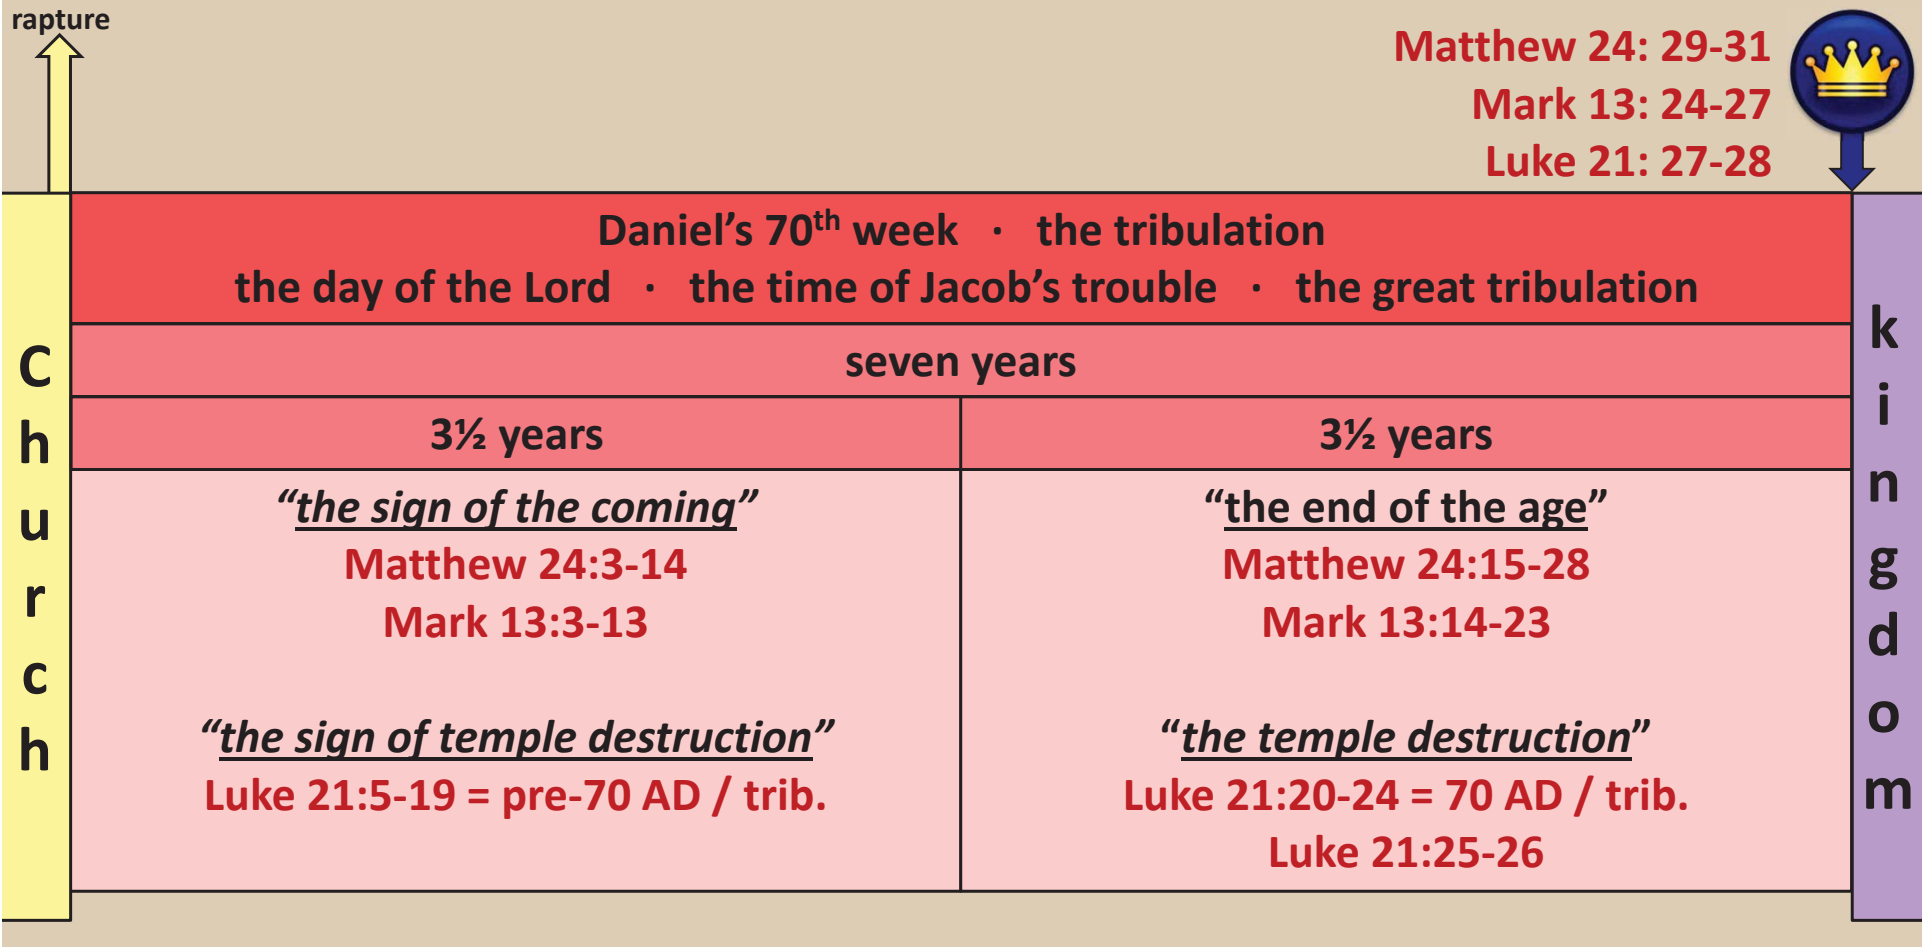 rapture
Matthew 24: 29-31
Mark 13: 24-27
Luke 21: 27-28
Church
Daniel’s 70th week · the tribulation
the day of the Lord · the time of Jacob’s trouble · the great tribulation
seven years
3½ years
“the sign of the coming”
Matthew 24:3-14
Mark 13:3-13
“the sign of temple destruction”
Luke 21:5-19 = pre-70 AD / trib.
3½ years
“the end of the age”
Matthew 24:15-28
Mark 13:14-23
“the temple destruction”
Luke 21:20-24 = 70 AD / trib.
Luke 21:25-26
kingdom